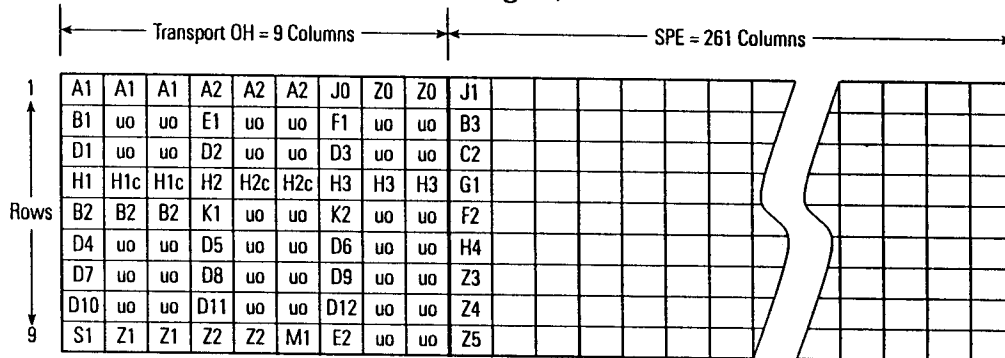 Transport OH = 9 Columns SPE = 261 Columns
1 A1 A1 A1 A2 A2 A2 J0 Z0 Z0 J1
B1 uo uo E1 uo uo F1 uo uo B3
D1 uo uo D2 uo uo D3 uo uo C2
H1 H1c H1c H2 H2c H2c H3 H3 H3 G1
Rows B2 B2 B2 K1 uo uo K2 uo uo F2
D4 uo uo D5 uo uo D6 uo uo H4
D7 uo uo D8 uo uo D9 uo uo Z3
D10 uo uo D11 uo uo D12 uo uo Z4
9 S1 Z1 Z1 Z2 Z2 M1 E2 uo uo Z5